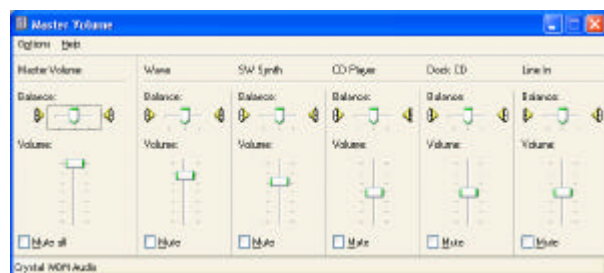 Master Volume
Options Help
Master Volume Wave SW Synth CD Player Dock CD Line In
Balance: Balance: Balance: Balance: Balance: Balance:
Volume: Volume: Volume: Volume: Volume: Volume:
Mute all Mute Mute Mute Mute Mute
Crystal WDM Audio